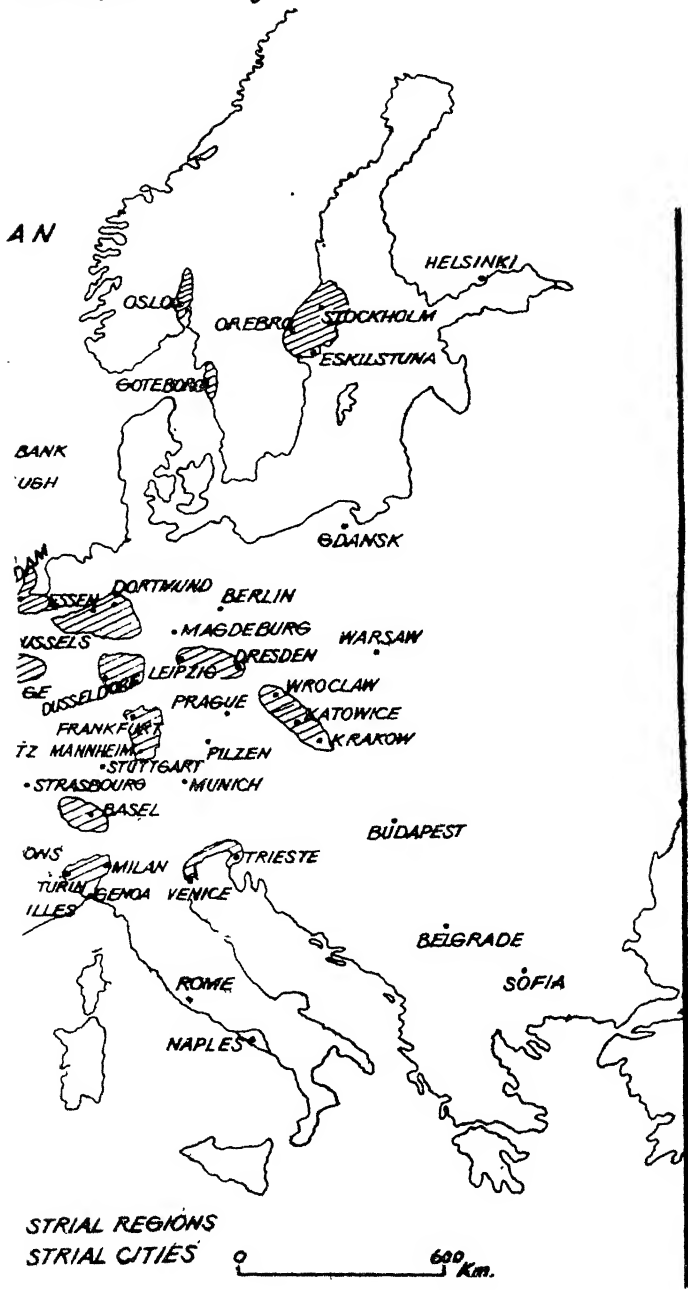 AN
HELSINKI
OSLO
OREBRO
STOCKHOLM
ESKILSTUNA
GOTEBORG
BANK
UGH
GDANSK
DAM
ESSEN
DORTMUND
BERLIN
MAGDEBURG
USSELS
WARSAW
LEIPZIG
DRESDEN
GE
DUSSELDORF
WROCLAW
PRAGUE
KATOWICE
FRANKFURT
KRAKOW
TZ MANNHEIM
PILZEN
STUTTGART
STRASBOURG
MUNICH
BASEL
BUDAPEST
ONS
MILAN
TRIESTE
TURIN
GENOA
VENICE
ILLES
BELGRADE
SOFIA
ROME
NAPLES
STRIAL REGIONS
STRIAL CITIES
0 600 Km.